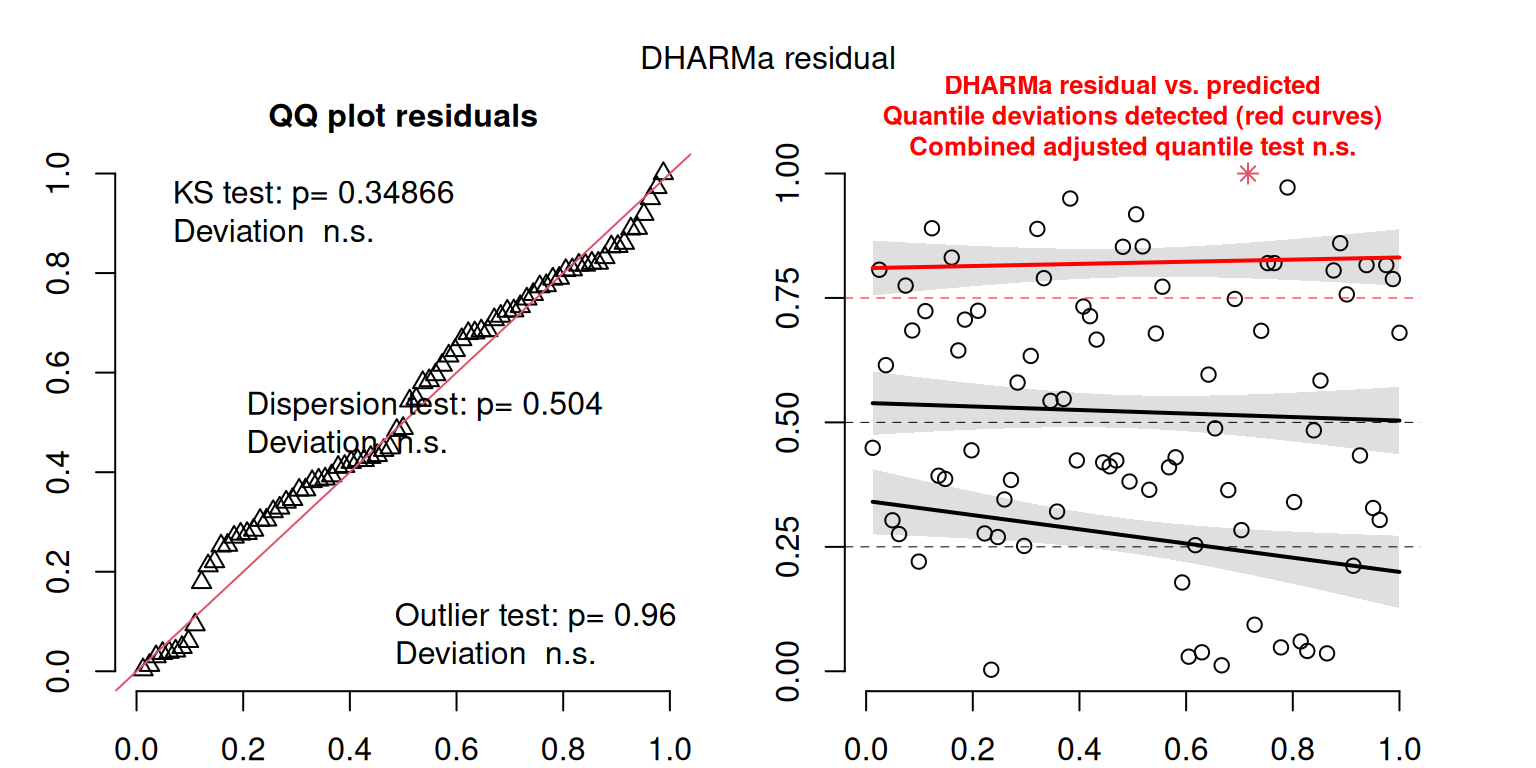 DHARMa residual
QQ plot residuals
KS test: p= 0.34866
Deviation  n.s.
Dispersion test: p= 0.504
Deviation  n.s.
Outlier test: p= 0.96
Deviation  n.s.
1.0
0.8
0.6
0.4
0.2
0.0
0.0 0.2 0.4 0.6 0.8 1.0
DHARMa residual vs. predicted
Quantile deviations detected (red curves)
Combined adjusted quantile test n.s.
1.00
0.75
0.50
0.25
0.00
0.0 0.2 0.4 0.6 0.8 1.0